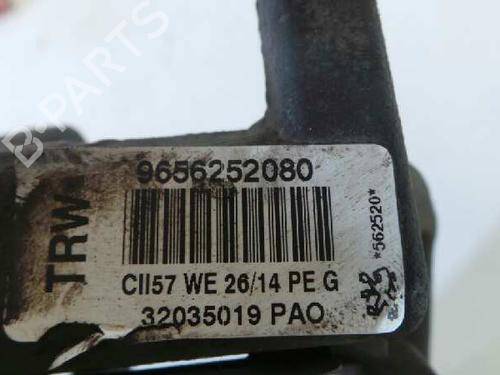 B-PARTS
9656252080
TRW
*562520*
CII57 WE 26/14 PE G
32035019 PAO